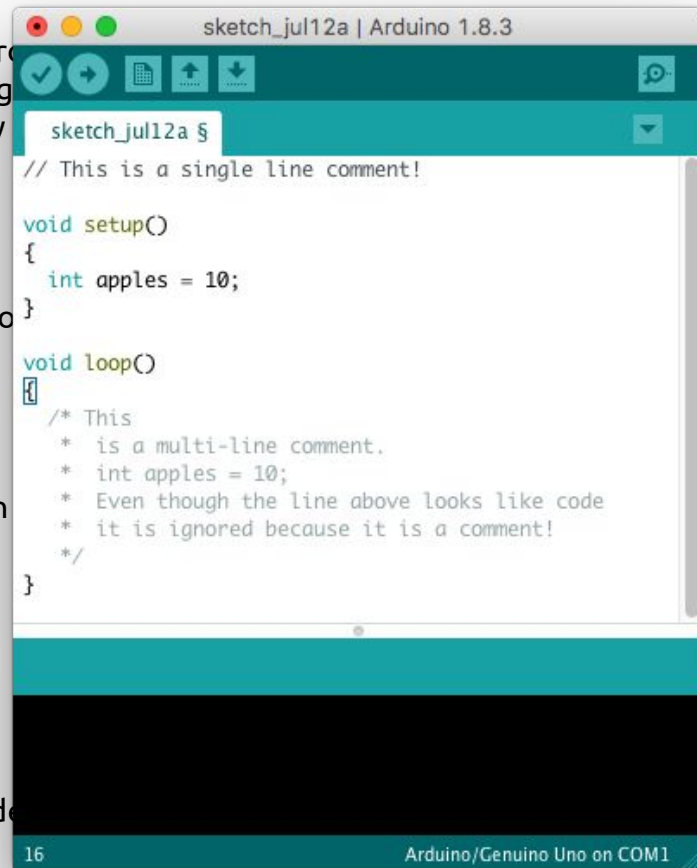 sketch_jul12a | Arduino 1.8.3
sketch_jul12a §
// This is a single line comment!
void setup()
{
  int apples = 10;
}
void loop()
{
  /* This
   *  is a multi-line comment.
   *  int apples = 10;
   *  Even though the line above looks like code
   *  it is ignored because it is a comment!
   */
}
16
Arduino/Genuino Uno on COM1